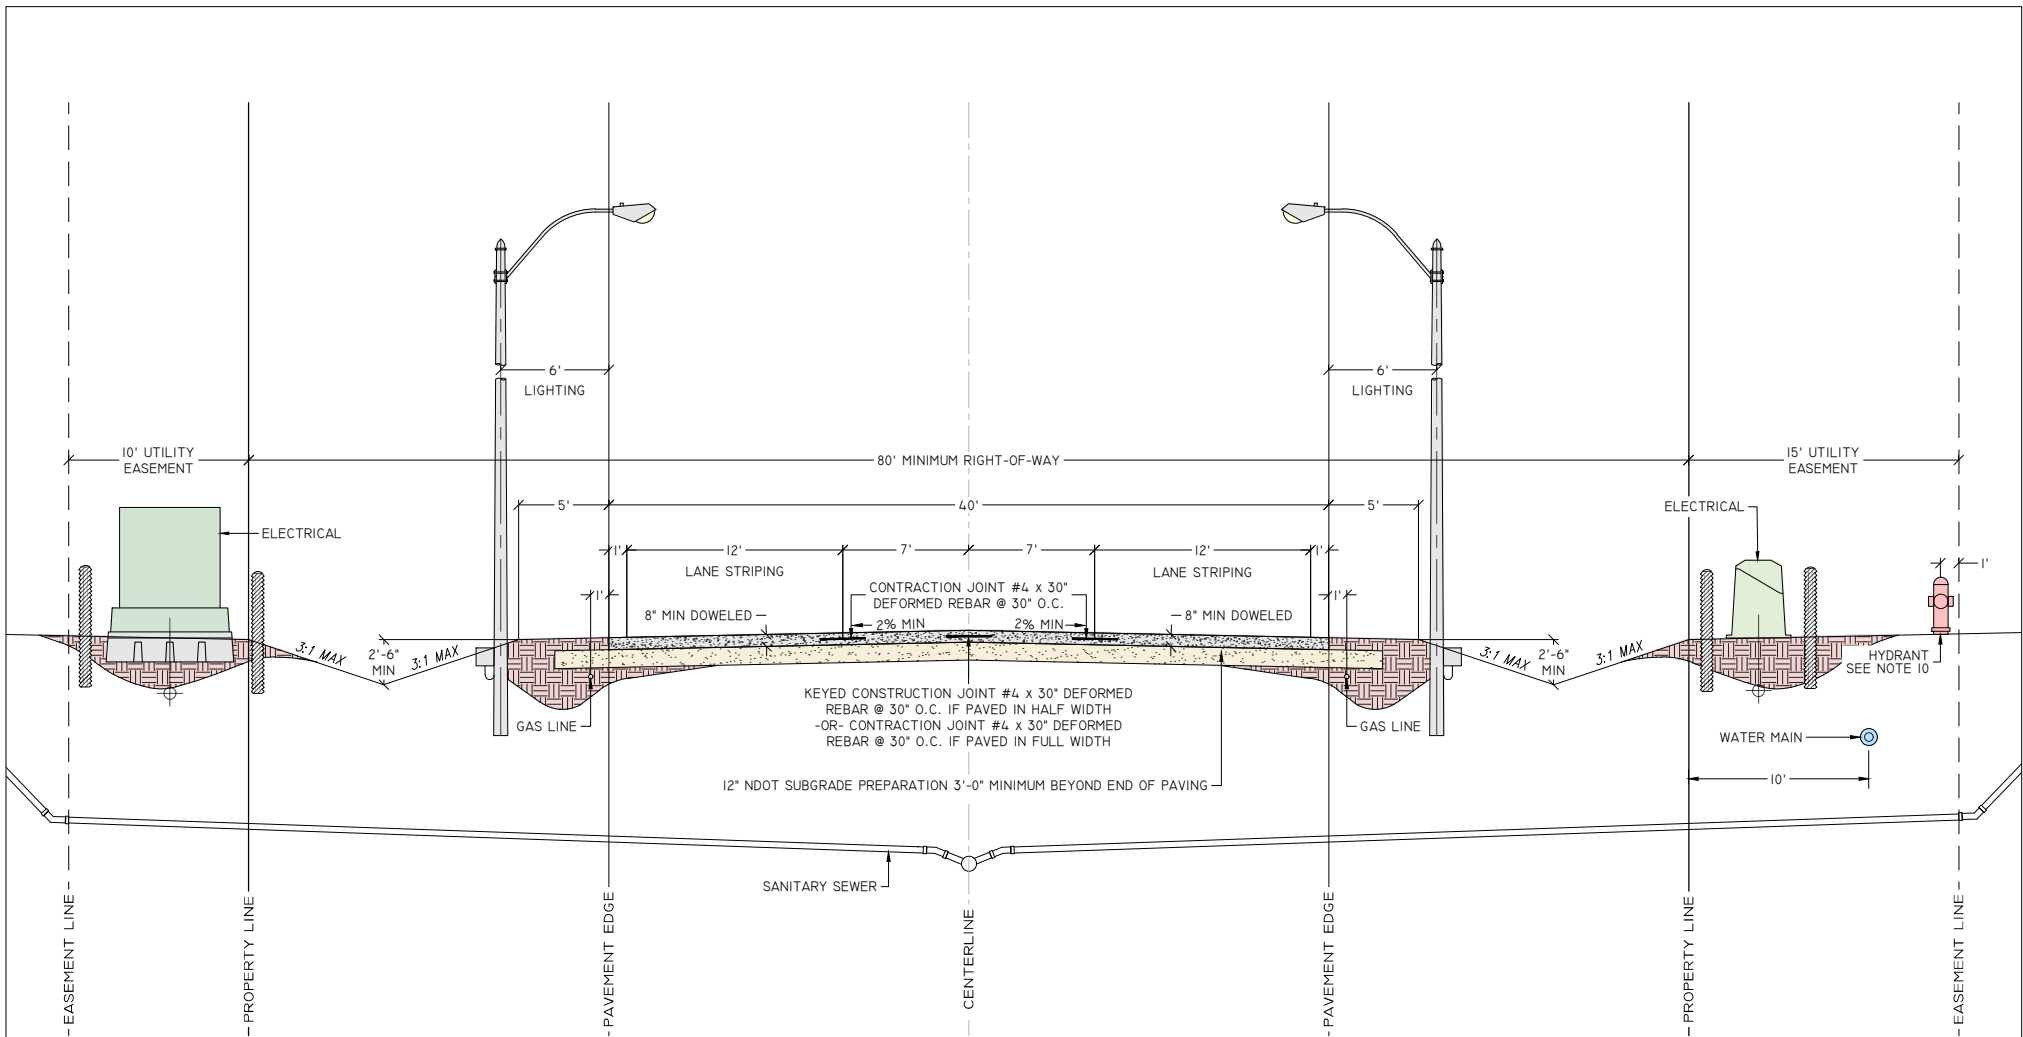 6'
LIGHTING
6'
LIGHTING
10' UTILITY
EASEMENT
80' MINIMUM RIGHT-OF-WAY
15' UTILITY
EASEMENT
5'
40'
5'
ELECTRICAL
ELECTRICAL
1'
12'
7'
7'
12'
1'
LANE STRIPING
LANE STRIPING
1'
CONTRACTION JOINT #4 x 30"
DEFORMED REBAR @ 30" O.C.
1'
1'
8" MIN DOWELED
2% MIN
2% MIN
8" MIN DOWELED
3:1 MAX
2'-6"
MIN
3:1 MAX
3:1 MAX
2'-6"
MIN
3:1 MAX
HYDRANT
SEE NOTE 10
KEYED CONSTRUCTION JOINT #4 x 30" DEFORMED
REBAR @ 30" O.C. IF PAVED IN HALF WIDTH
-OR- CONTRACTION JOINT #4 x 30" DEFORMED
REBAR @ 30" O.C. IF PAVED IN FULL WIDTH
GAS LINE
GAS LINE
WATER MAIN
10'
12" NDOT SUBGRADE PREPARATION 3'-0" MINIMUM BEYOND END OF PAVING
SANITARY SEWER
EASEMENT LINE
PROPERTY LINE
PAVEMENT EDGE
CENTERLINE
PAVEMENT EDGE
PROPERTY LINE
EASEMENT LINE